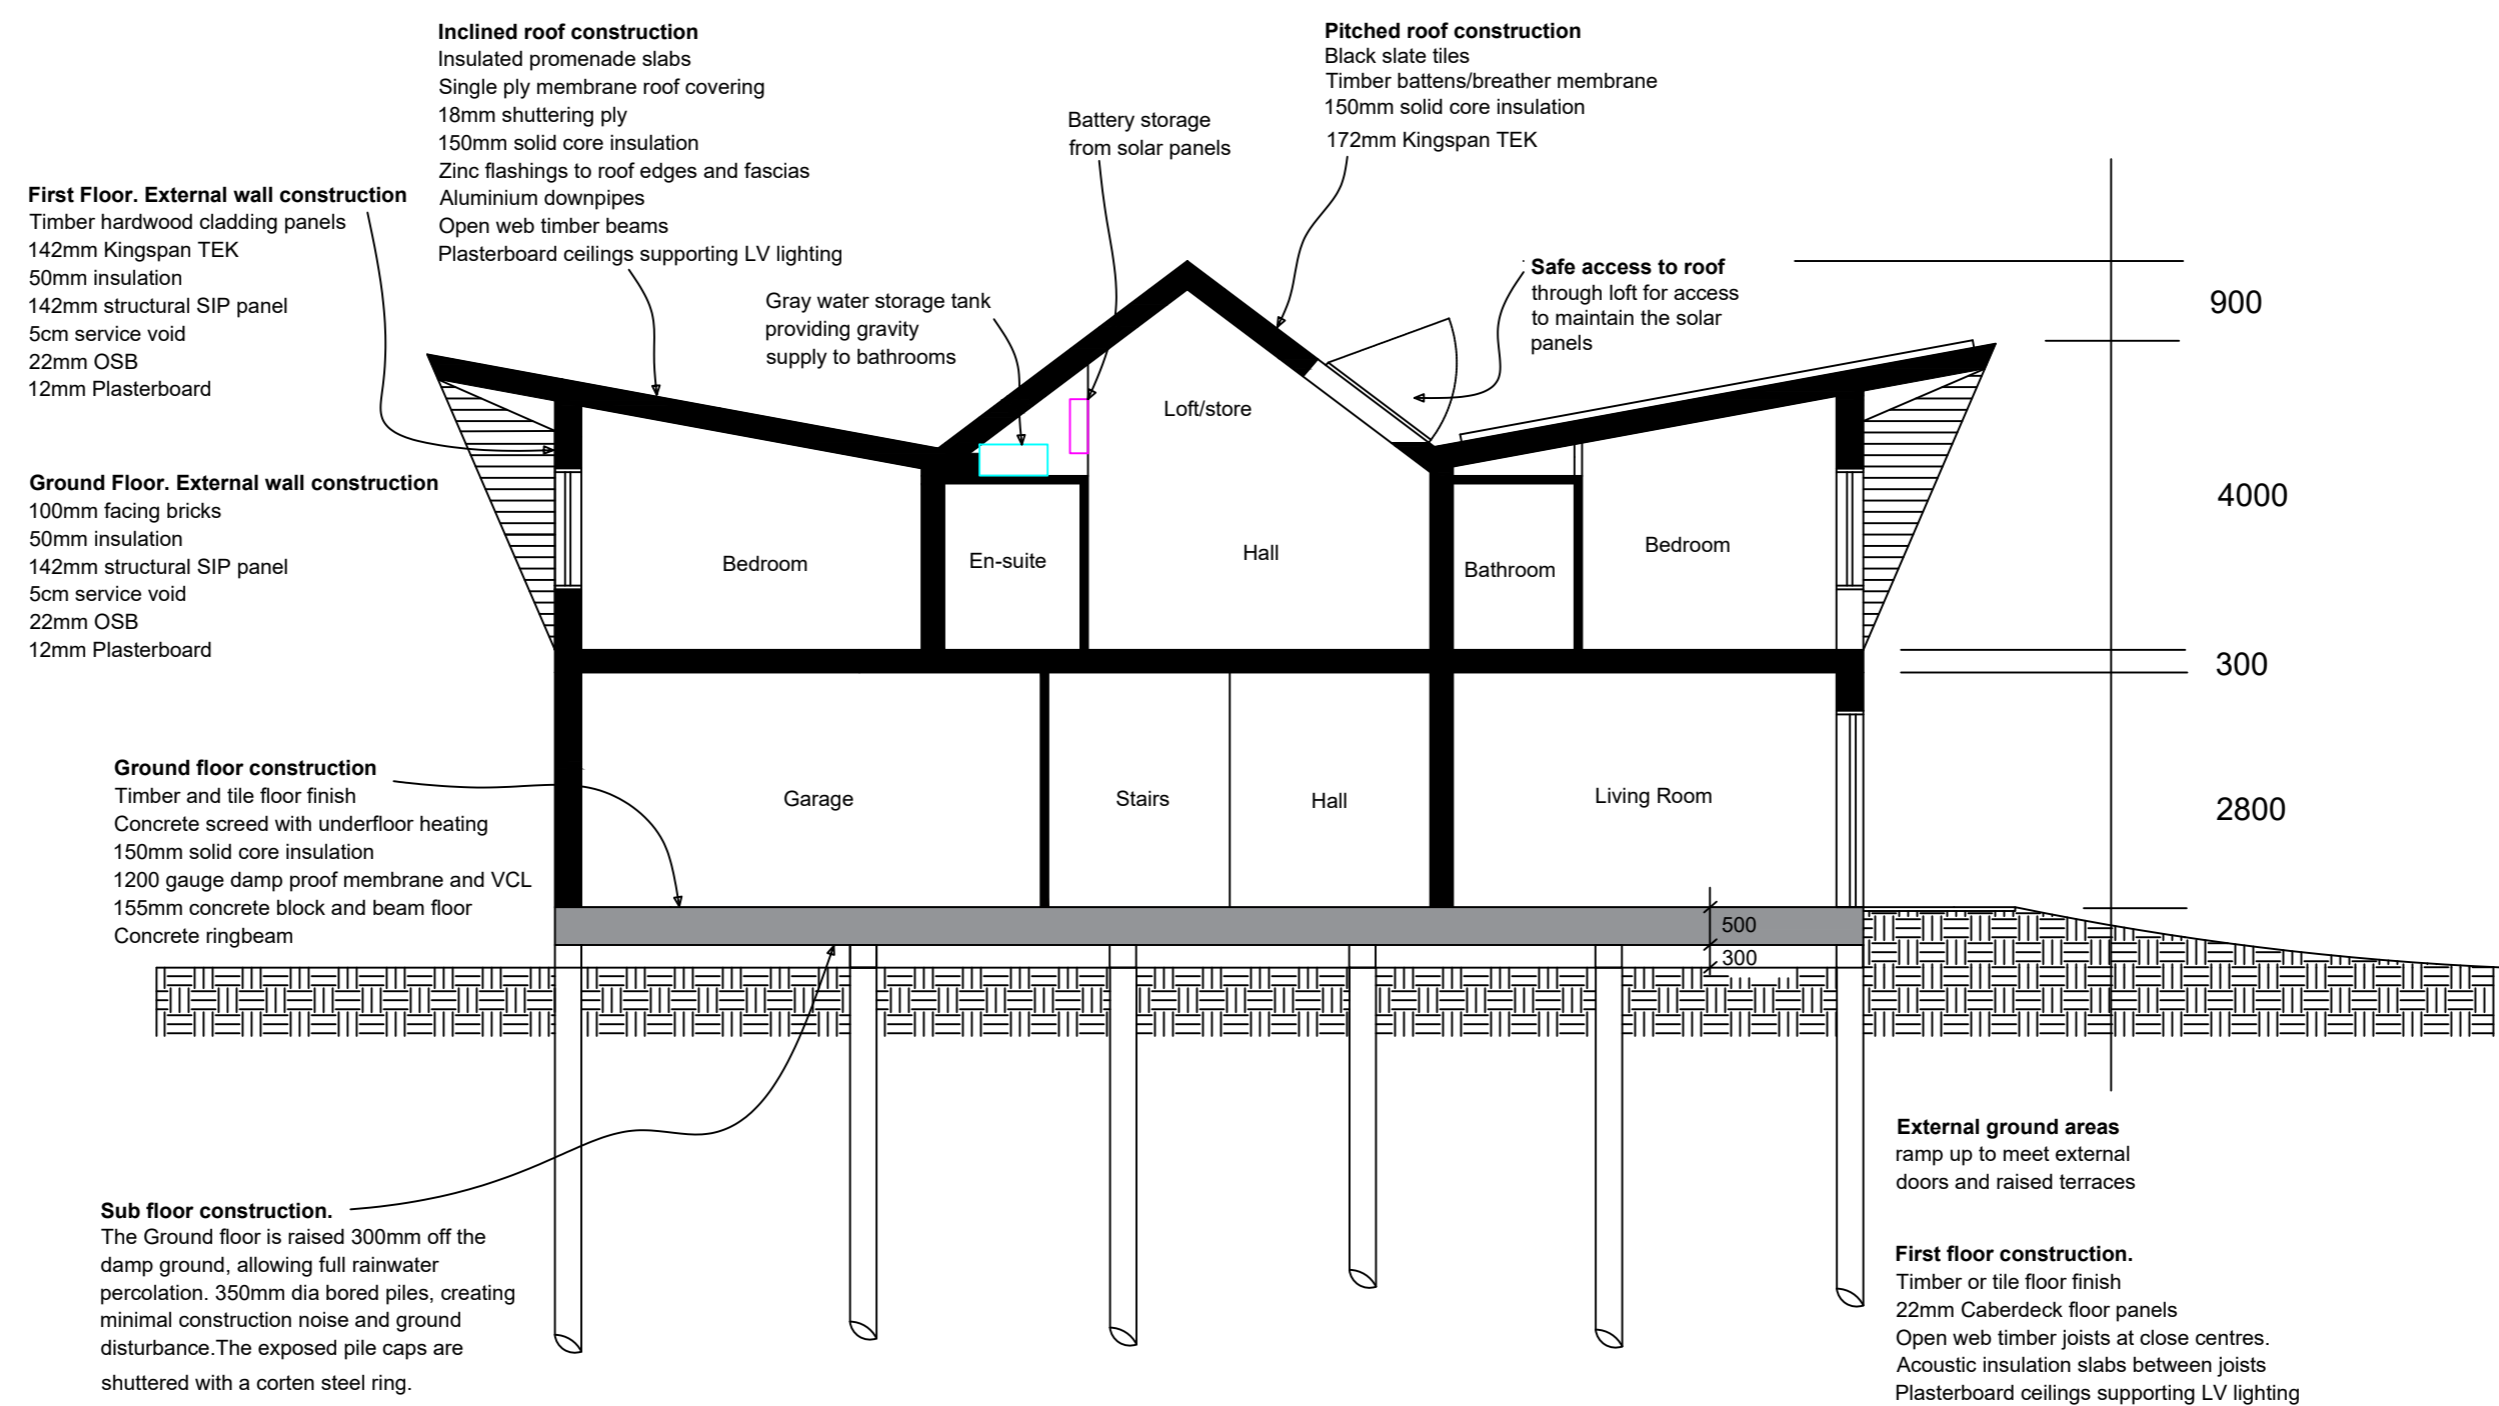 Inclined roof construction
Insulated promenade slabs
Single ply membrane roof covering
18mm shuttering ply
150mm solid core insulation
Zinc flashings to roof edges and fascias
Aluminium downpipes
Open web timber beams
Plasterboard ceilings supporting LV lighting
Pitched roof construction
Black slate tiles
Timber battens/breather membrane
150mm solid core insulation
172mm Kingspan TEK
Battery storage
from solar panels
First Floor. External wall construction
Timber hardwood cladding panels
142mm Kingspan TEK
50mm insulation
142mm structural SIP panel
5cm service void
22mm OSB
12mm Plasterboard
Gray water storage tank
providing gravity
supply to bathrooms
Safe access to roof
through loft for access
to maintain the solar
panels
900
Loft/store
Ground Floor. External wall construction
100mm facing bricks
50mm insulation
142mm structural SIP panel
5cm service void
22mm OSB
12mm Plasterboard
4000
Bedroom
En-suite
Hall
Bathroom
Bedroom
300
Ground floor construction
Timber and tile floor finish
Concrete screed with underfloor heating
150mm solid core insulation
1200 gauge damp proof membrane and VCL
155mm concrete block and beam floor
Concrete ringbeam
Garage
Stairs
Hall
Living Room
2800
500
300
External ground areas
ramp up to meet external
doors and raised terraces
Sub floor construction.
The Ground floor is raised 300mm off the
damp ground, allowing full rainwater
percolation. 350mm dia bored piles, creating
minimal construction noise and ground
disturbance.The exposed pile caps are
shuttered with a corten steel ring.
First floor construction.
Timber or tile floor finish
22mm Caberdeck floor panels
Open web timber joists at close centres.
Acoustic insulation slabs between joists
Plasterboard ceilings supporting LV lighting